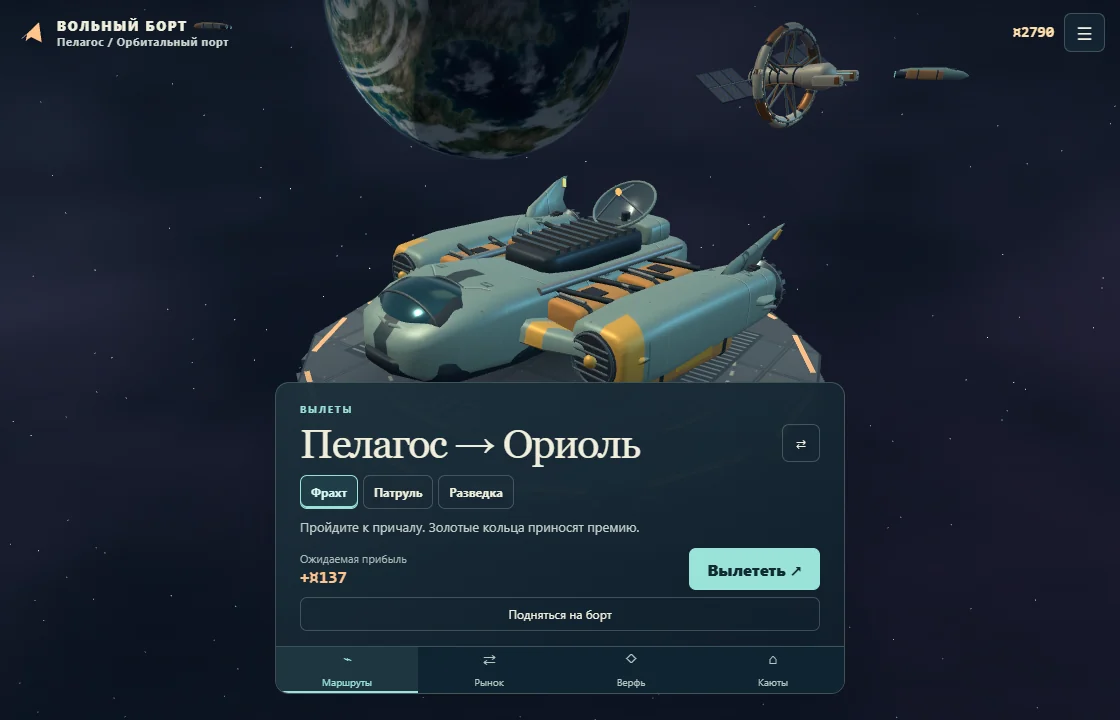 ВОЛЬНЫЙ БОРТ
Пелагос / Орбитальный порт
¤2790
ВЫЛЕТЫ
Пелагос → Ориоль
Фрахт
Патруль
Разведка
Пройдите к причалу. Золотые кольца приносят премию.
Ожидаемая прибыль
+¤137
Вылететь ↗
Подняться на борт
Маршруты
Рынок
Верфь
Каюты